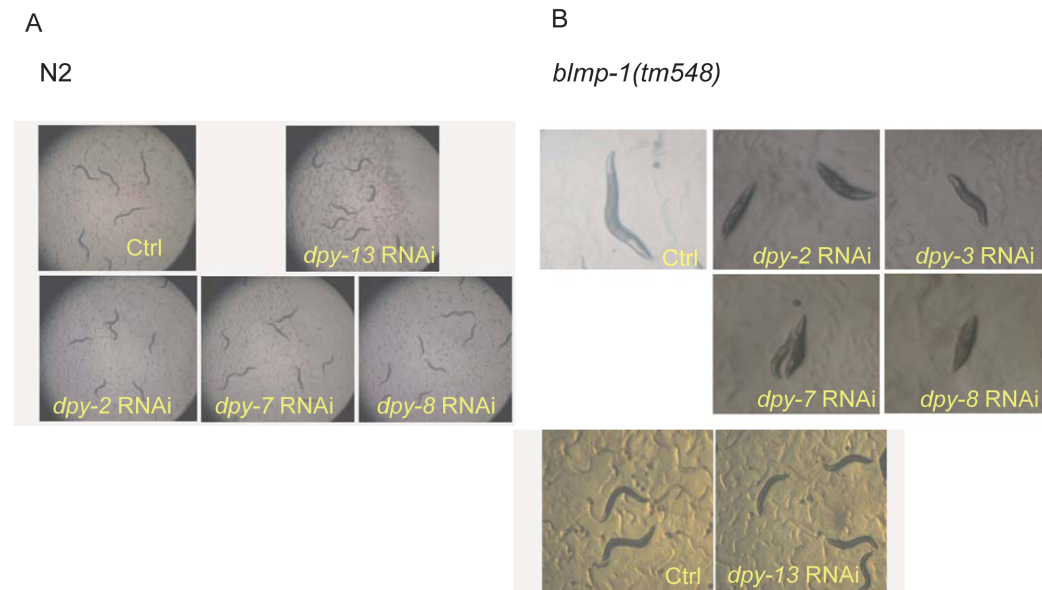 A
N2
Ctrl
dpy-13 RNAi
dpy-2 RNAi
dpy-7 RNAi
dpy-8 RNAi
B
blmp-1(tm548)
Ctrl
dpy-2 RNAi
dpy-3 RNAi
dpy-7 RNAi
dpy-8 RNAi
Ctrl
dpy-13 RNAi